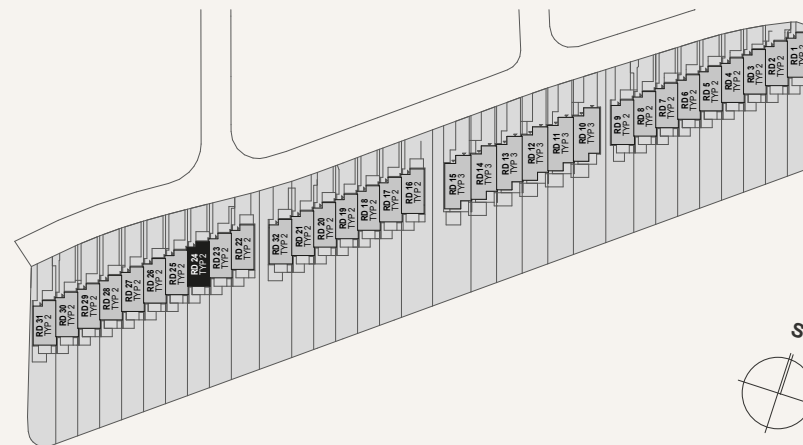 RD 31
TYP 2
RD 30
TYP 2
RD 29
TYP 2
RD 28
TYP 2
RD 27
TYP 2
RD 26
TYP 2
RD 25
TYP 2
RD 24
TYP 2
RD 23
TYP 2
RD 22
TYP 2
RD 32
TYP 2
RD 21
TYP 2
RD 20
TYP 2
RD 19
TYP 2
RD 18
TYP 2
RD 17
TYP 2
RD 16
TYP 2
RD 15
TYP 3
RD 14
TYP 3
RD 13
TYP 3
RD 12
TYP 3
RD 11
TYP 3
RD 10
TYP 3
RD 9
TYP 2
RD 8
TYP 2
RD 7
TYP 2
RD 6
TYP 2
RD 5
TYP 2
RD 4
TYP 2
RD 3
TYP 2
RD 2
TYP 2
RD 1
TYP 2
S